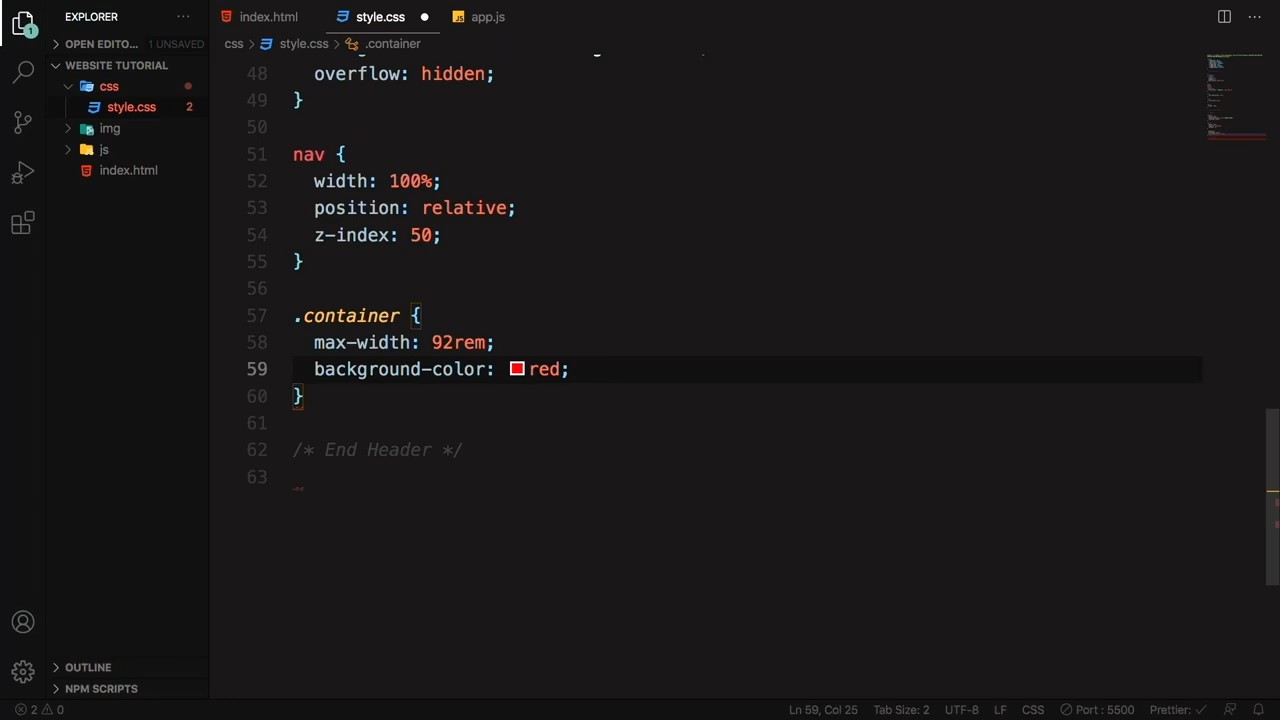 EXPLORER
index.html
style.css
app.js
OPEN EDITO... 1 UNSAVED
css > style.css > .container
WEBSITE TUTORIAL
css
style.css 2
img
js
index.html
1
48 overflow: hidden;
49 }
50
51 nav {
52 width: 100%;
53 position: relative;
54 z-index: 50;
55 }
56
57 .container {
58 max-width: 92rem;
59 background-color: red;
60 }
61
62 /* End Header */
63
OUTLINE
NPM SCRIPTS
2 0
Ln 59, Col 25 Tab Size: 2 UTF-8 LF CSS Port : 5500 Prettier: ✓